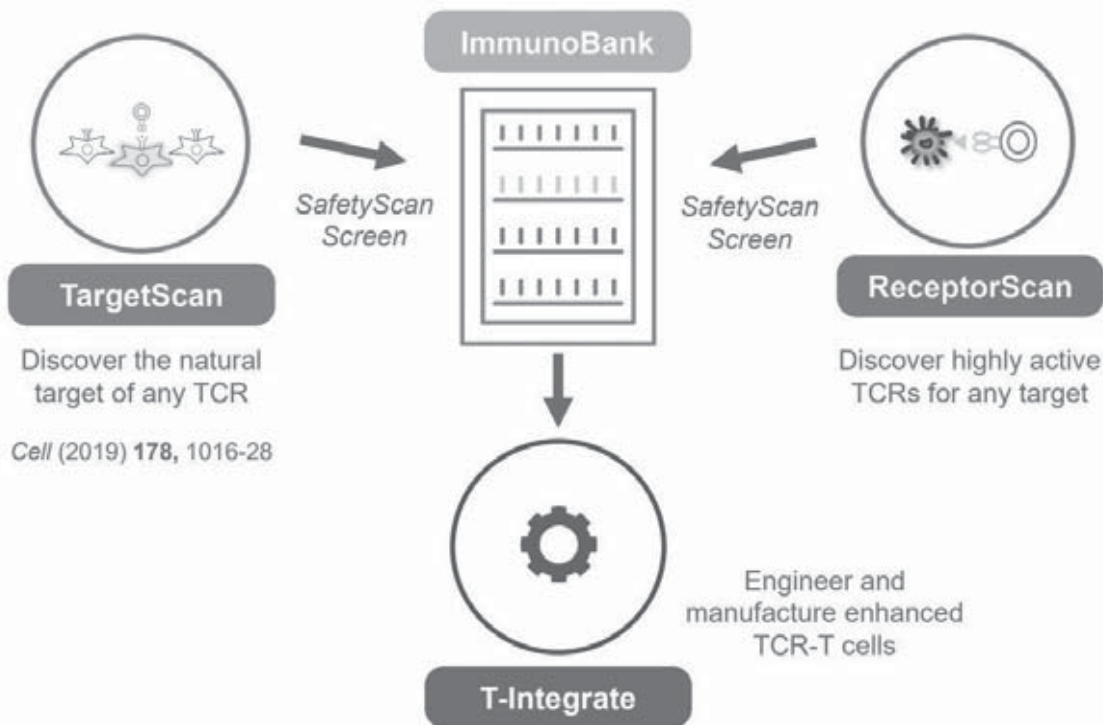 ImmunoBank
SafetyScan
Screen
SafetyScan
Screen
TargetScan
Discover the natural
target of any TCR
Cell (2019) 178, 1016-28
ReceptorScan
Discover highly active
TCRs for any target
Engineer and
manufacture enhanced
TCR-T cells
T-Integrate